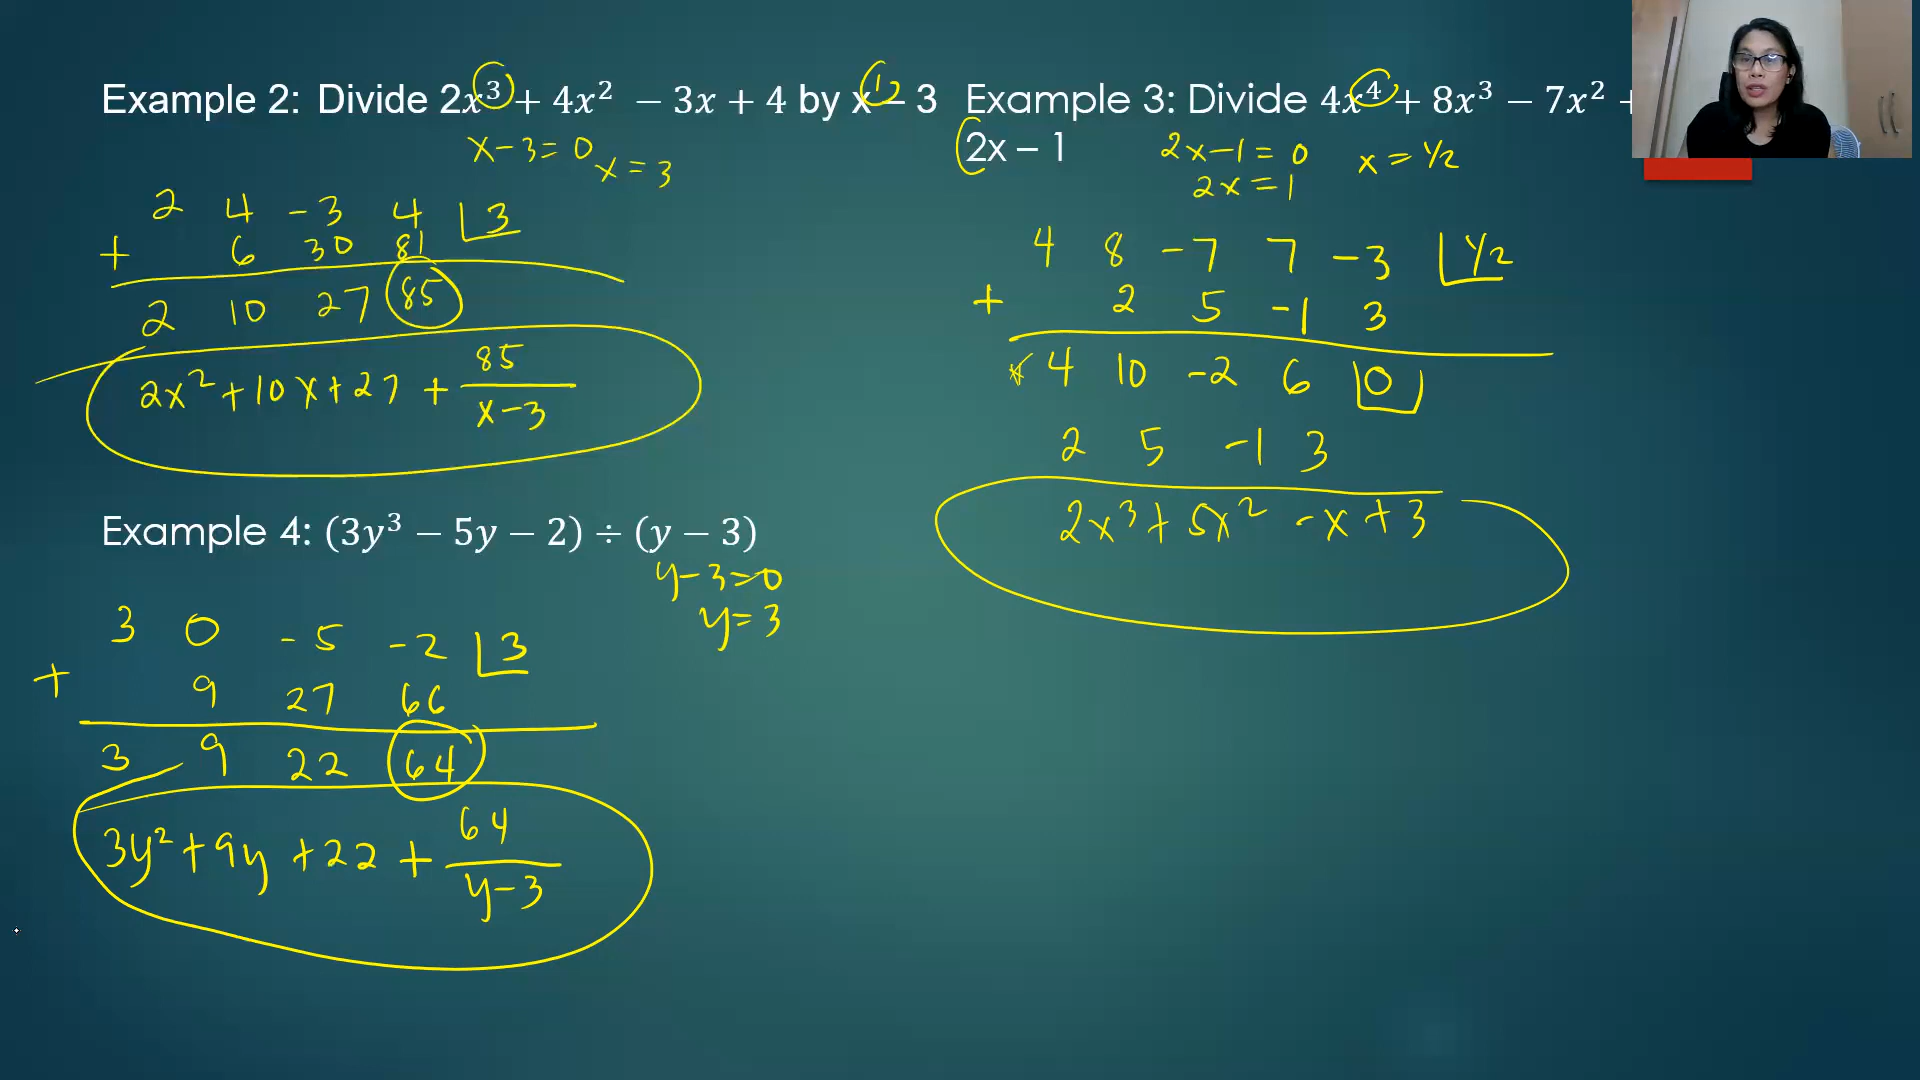 Example 2: Divide 2x³ + 4x² − 3x + 4 by x¹ − 3
x − 3 = 0
x = 3
2 4 −3 4 | 3
+ 6 30 81
2 10 27 85
2x² + 10x + 27 + 85/(x − 3)
Example 4: (3y³ − 5y − 2) ÷ (y − 3)
y − 3 = 0
y = 3
3 0 −5 −2 | 3
+ 9 27 66
3 9 22 64
3y² + 9y + 22 + 64/(y − 3)
Example 3: Divide 4x⁴ + 8x³ − 7x² +
2x − 1
2x − 1 = 0
2x = 1
x = 1/2
4 8 −7 7 −3 | 1/2
+ 2 5 −1 3
4 10 −2 6 0
2 5 −1 3
2x³ + 5x² − x + 3